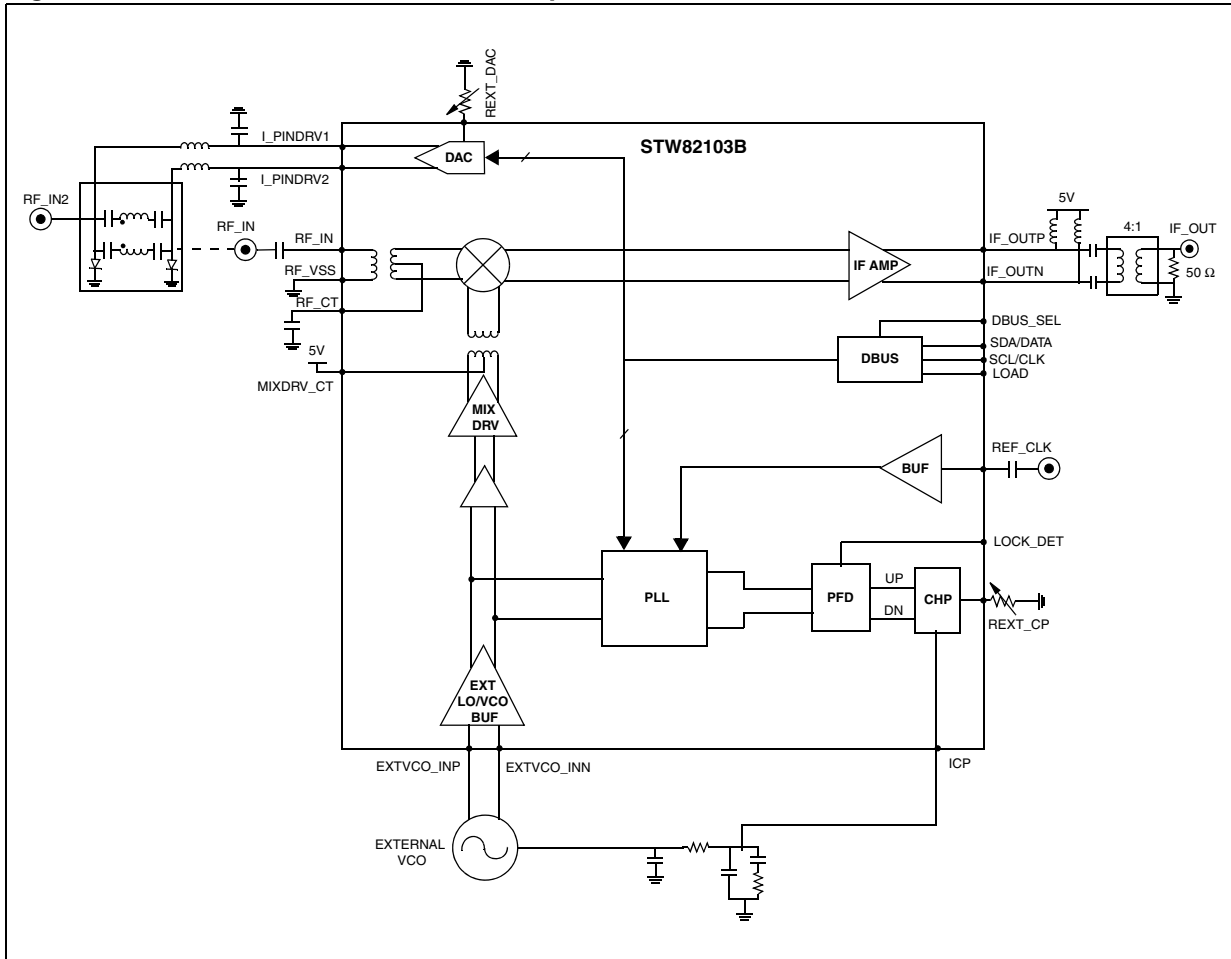 REXT_DAC
I_PINDRV1
STW82103B
DAC
I_PINDRV2
RF_IN2
RF_IN
RF_IN
5V
4:1
IF_OUT
IF_OUTP
RF_VSS
IF AMP
50 Ω
IF_OUTN
RF_CT
DBUS_SEL
5V
SDA/DATA
DBUS
SCL/CLK
MIXDRV_CT
LOAD
MIX
DRV
REF_CLK
BUF
LOCK_DET
UP
PLL
PFD
CHP
DN
REXT_CP
EXT
LO/VCO
BUF
EXTVCO_INP
EXTVCO_INN
ICP
EXTERNAL
VCO